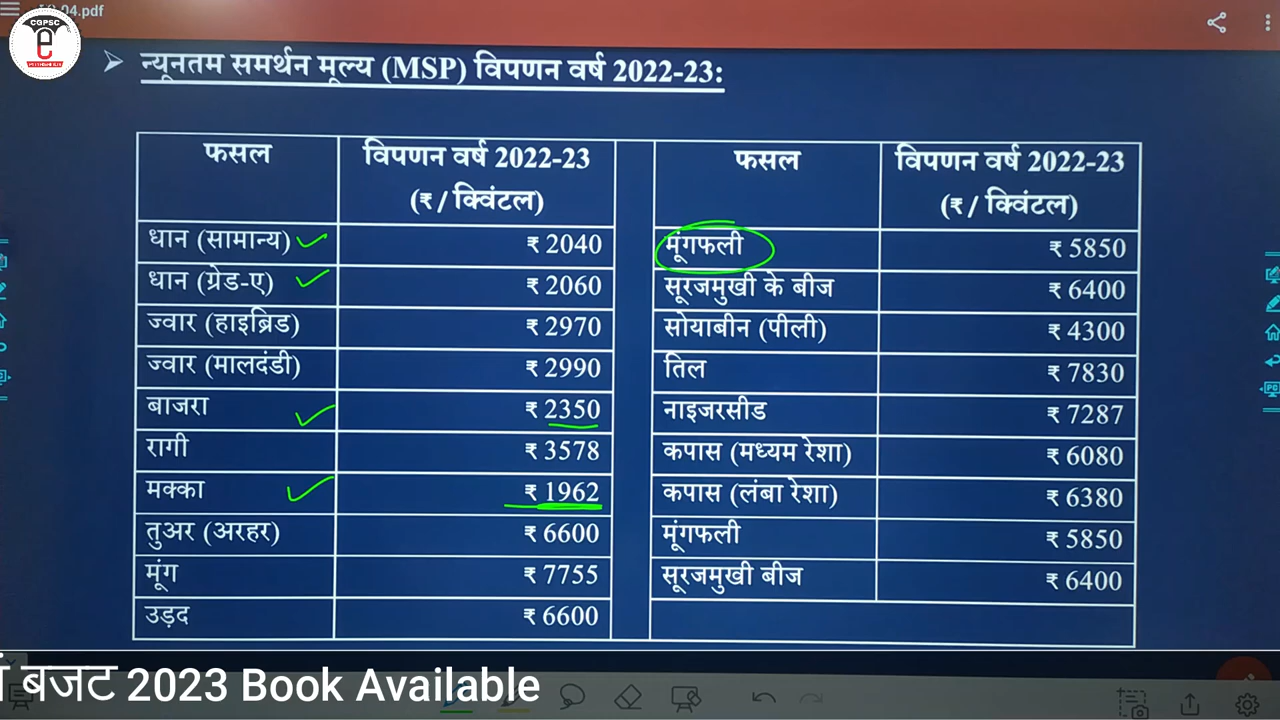 04.pdf
CGPSC
e
➤ न्यूनतम समर्थन मूल्य (MSP) विपणन वर्ष 2022-23:
फसल विपणन वर्ष 2022-23 (₹ / क्विंटल) फसल विपणन वर्ष 2022-23 (₹ / क्विंटल)
धान (सामान्य) ₹ 2040 मूंगफली ₹ 5850
धान (ग्रेड-ए) ₹ 2060 सूरजमुखी के बीज ₹ 6400
ज्वार (हाइब्रिड) ₹ 2970 सोयाबीन (पीली) ₹ 4300
ज्वार (मालदंडी) ₹ 2990 तिल ₹ 7830
बाजरा ₹ 2350 नाइजरसीड ₹ 7287
रागी ₹ 3578 कपास (मध्यम रेशा) ₹ 6080
मक्का ₹ 1962 कपास (लंबा रेशा) ₹ 6380
तुअर (अरहर) ₹ 6600 मूंगफली ₹ 5850
मूंग ₹ 7755 सूरजमुखी बीज ₹ 6400
उड़द ₹ 6600
बजट 2023 Book Available